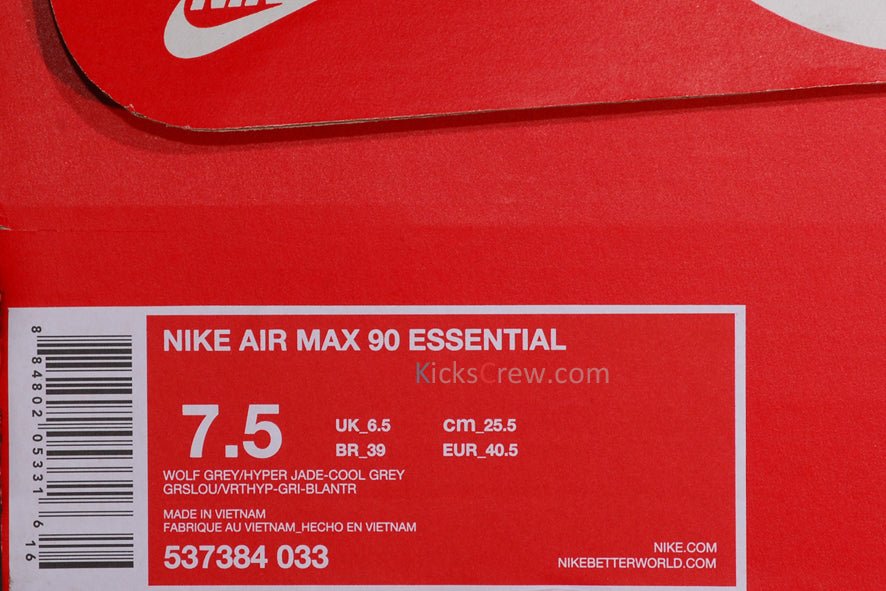 NIKE AIR MAX 90 ESSENTIAL
KicksCrew.com
7.5
UK_6.5 cm_25.5
BR_39 EUR_40.5
WOLF GREY/HYPER JADE-COOL GREY
GRSLOU/VRTHYP-GRI-BLANTR
MADE IN VIETNAM
FABRIQUE AU VIETNAM_HECHO EN VIETNAM
537384 033
NIKE.COM
NIKEBETTERWORLD.COM
8 84802 05331 6 16